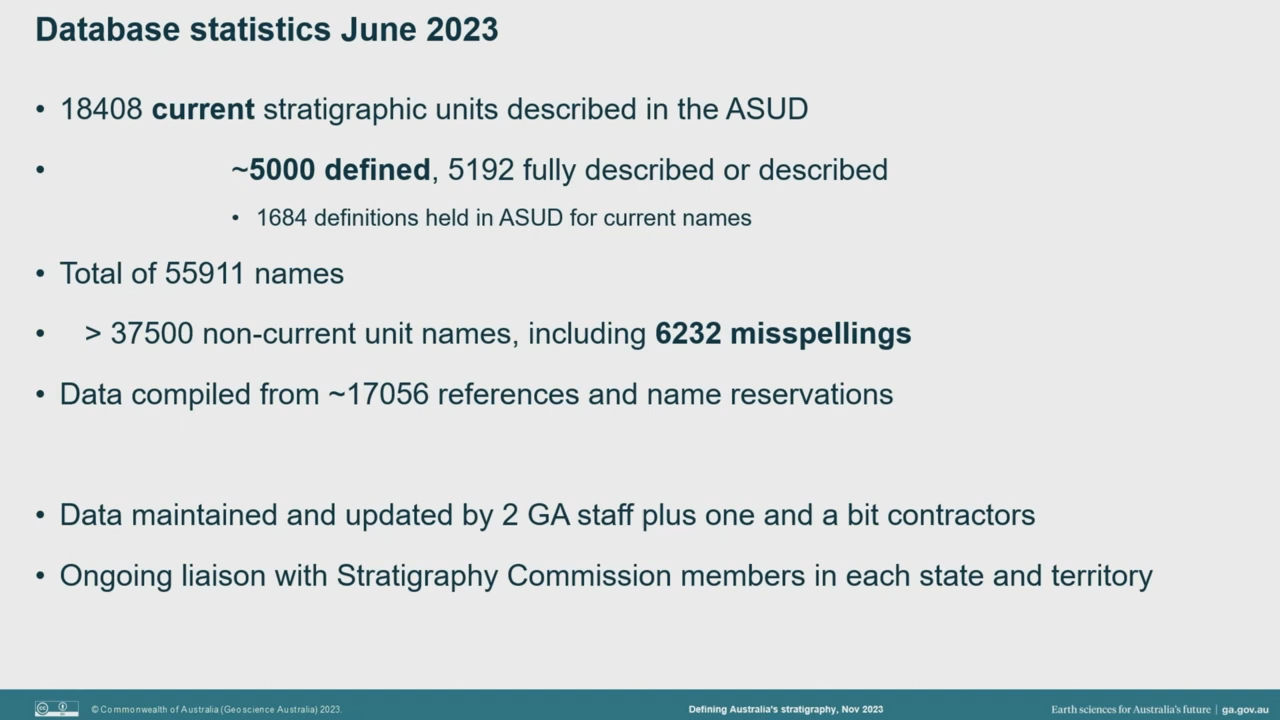 Database statistics June 2023
• 18408 current stratigraphic units described in the ASUD
• ~5000 defined, 5192 fully described or described
• 1684 definitions held in ASUD for current names
• Total of 55911 names
• > 37500 non-current unit names, including 6232 misspellings
• Data compiled from ~17056 references and name reservations
• Data maintained and updated by 2 GA staff plus one and a bit contractors
• Ongoing liaison with Stratigraphy Commission members in each state and territory
© Commonwealth of Australia (Geoscience Australia) 2023.
Defining Australia's stratigraphy, Nov 2023
Earth sciences for Australia's future | ga.gov.au